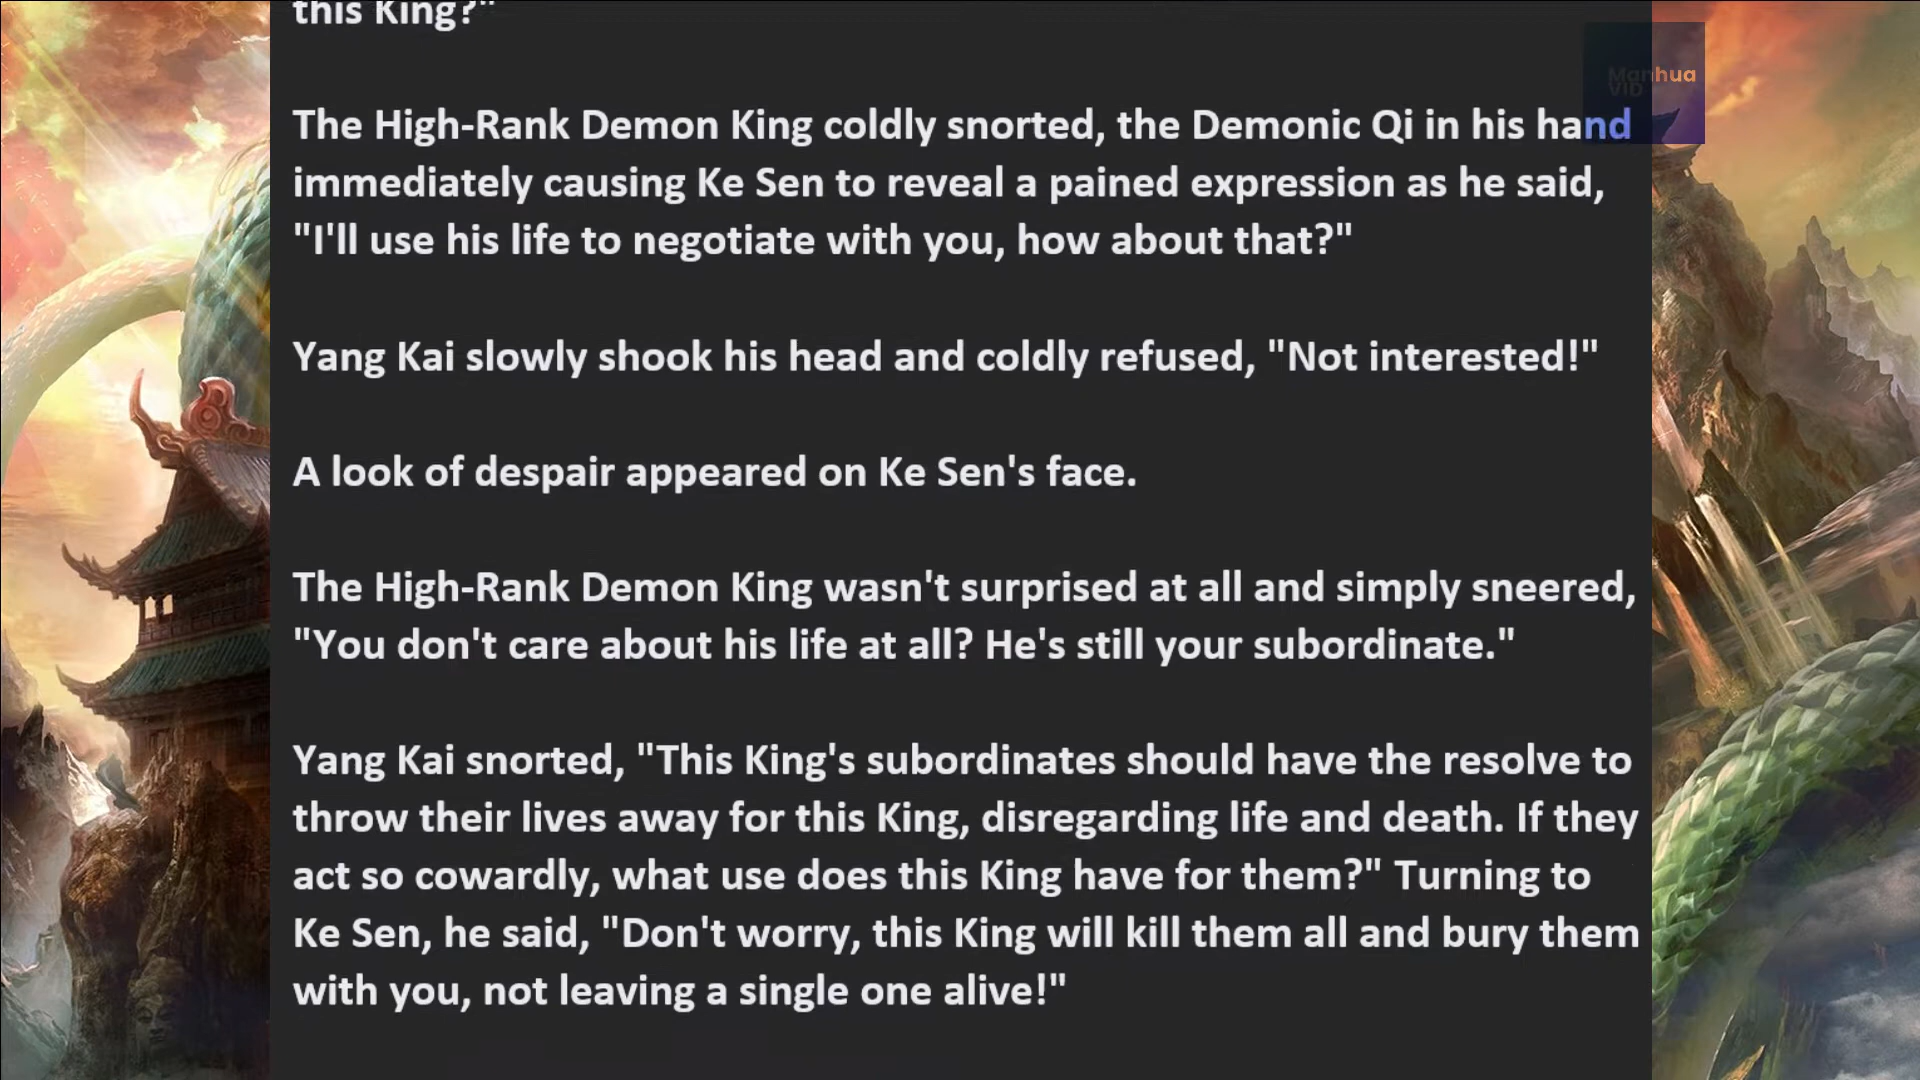 this King?"
Manhua
VID
The High-Rank Demon King coldly snorted, the Demonic Qi in his hand
immediately causing Ke Sen to reveal a pained expression as he said,
"I'll use his life to negotiate with you, how about that?"
Yang Kai slowly shook his head and coldly refused, "Not interested!"
A look of despair appeared on Ke Sen's face.
The High-Rank Demon King wasn't surprised at all and simply sneered,
"You don't care about his life at all? He's still your subordinate."
Yang Kai snorted, "This King's subordinates should have the resolve to
throw their lives away for this King, disregarding life and death. If they
act so cowardly, what use does this King have for them?" Turning to
Ke Sen, he said, "Don't worry, this King will kill them all and bury them
with you, not leaving a single one alive!"